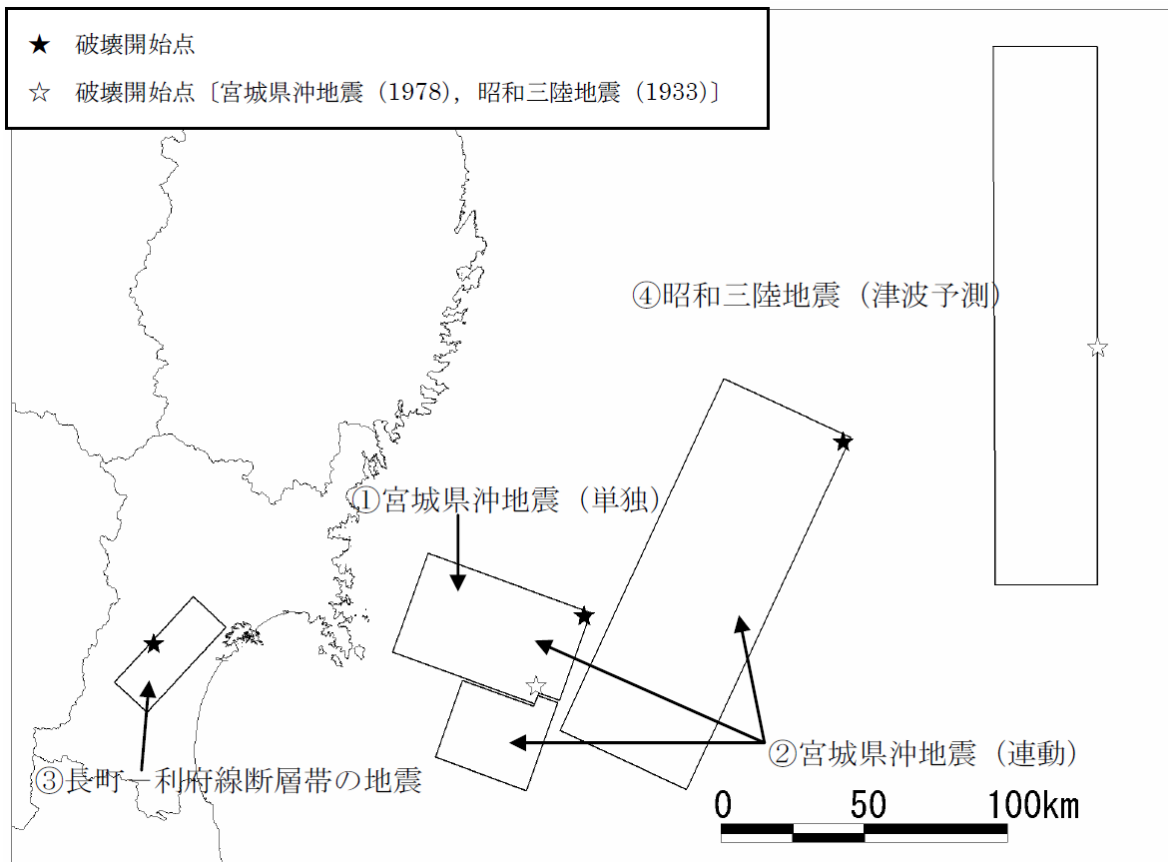 ★ 破壊開始点
☆ 破壊開始点〔宮城県沖地震（1978），昭和三陸地震（1933）〕
④昭和三陸地震（津波予測）
①宮城県沖地震（単独）
②宮城県沖地震（連動）
③長町－利府線断層帯の地震
0 50 100km